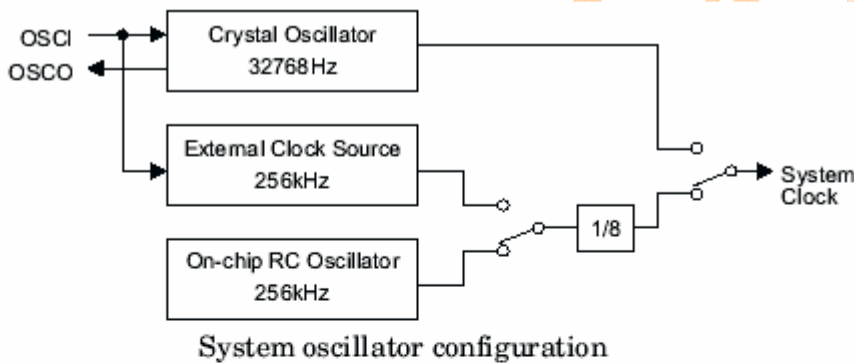 OSCI
OSCO
Crystal Oscillator
32768Hz
External Clock Source
256kHz
On-chip RC Oscillator
256kHz
1/8
System
Clock
System oscillator configuration